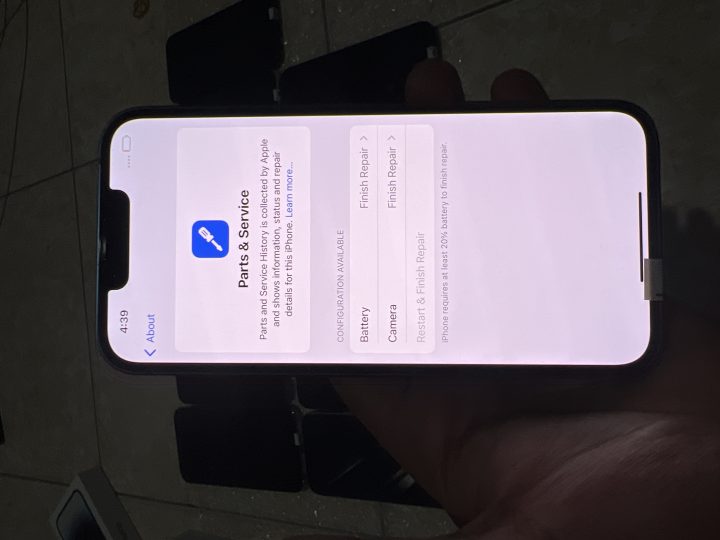 4:39
About
Parts & Service
Parts and Service History is collected by Apple
and shows information, status and repair
details for this iPhone. Learn more...
CONFIGURATION AVAILABLE
Battery Finish Repair
Camera Finish Repair
Restart & Finish Repair
iPhone requires at least 20% battery to finish repair.